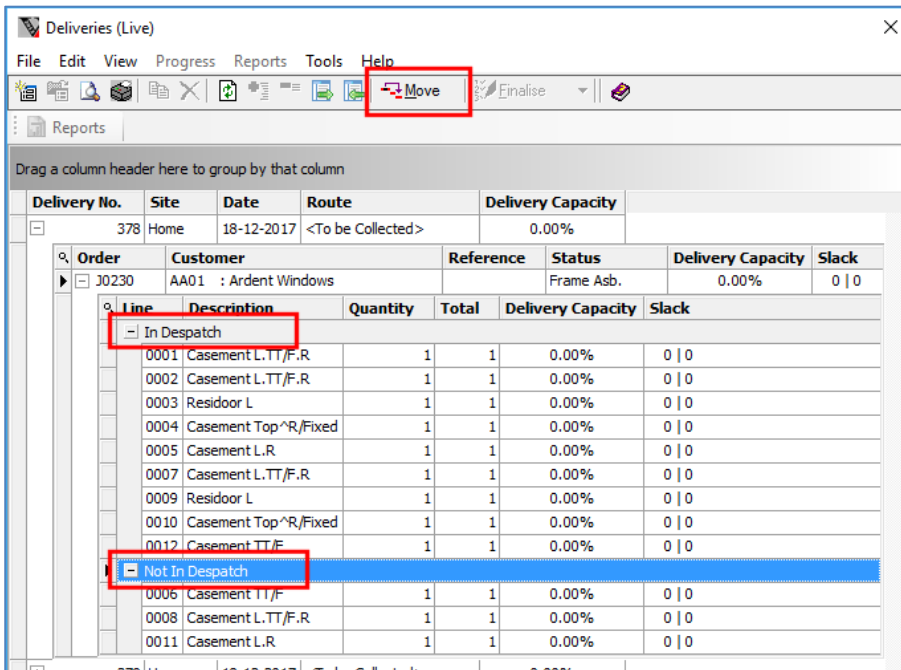 Deliveries (Live)
File Edit View Progress Reports Tools Help
Move Finalise
Reports
Drag a column header here to group by that column
Delivery No. Site Date Route Delivery Capacity
378 Home 18-12-2017 <To be Collected> 0.00%
Order Customer Reference Status Delivery Capacity Slack
J0230 AA01 : Ardent Windows Frame Asb. 0.00% 0 | 0
Line Description Quantity Total Delivery Capacity Slack
In Despatch
0001 Casement L.TT/F.R 1 1 0.00% 0 | 0
0002 Casement L.TT/F.R 1 1 0.00% 0 | 0
0003 Residoor L 1 1 0.00% 0 | 0
0004 Casement Top^R/Fixed 1 1 0.00% 0 | 0
0005 Casement L.R 1 1 0.00% 0 | 0
0007 Casement L.TT/F.R 1 1 0.00% 0 | 0
0009 Residoor L 1 1 0.00% 0 | 0
0010 Casement Top^R/Fixed 1 1 0.00% 0 | 0
0012 Casement TT/F 1 1 0.00% 0 | 0
Not In Despatch
0006 Casement TT/F 1 1 0.00% 0 | 0
0008 Casement L.TT/F.R 1 1 0.00% 0 | 0
0011 Casement L.R 1 1 0.00% 0 | 0